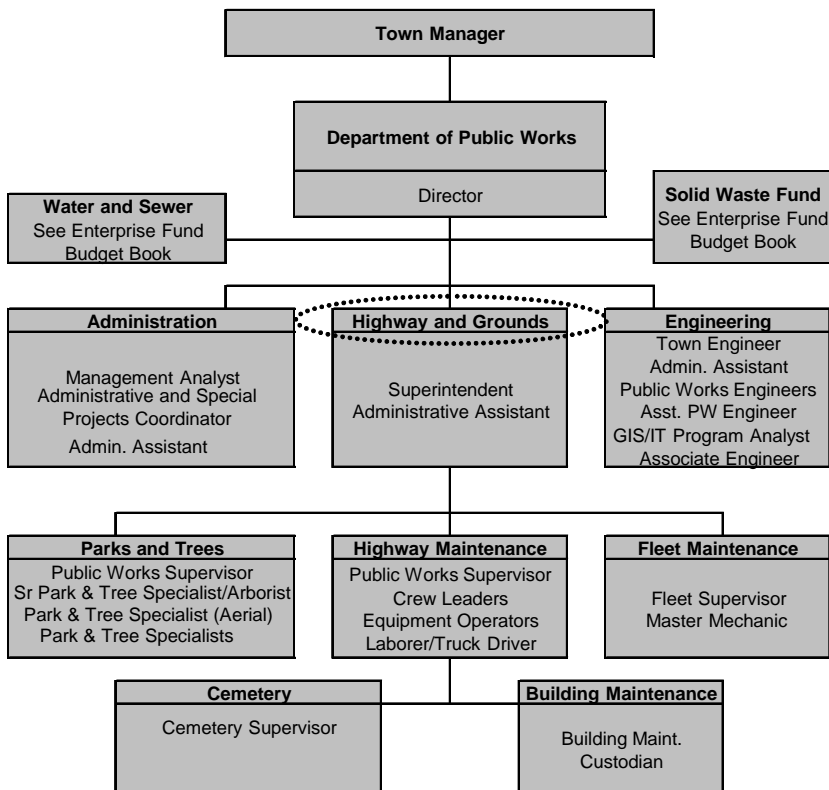 Town Manager
Department of Public Works
Director
Water and Sewer
See Enterprise Fund
Budget Book
Solid Waste Fund
See Enterprise Fund
Budget Book
Administration
Management Analyst
Administrative and Special
Projects Coordinator
Admin. Assistant
Highway and Grounds
Superintendent
Administrative Assistant
Engineering
Town Engineer
Admin. Assistant
Public Works Engineers
Asst. PW Engineer
GIS/IT Program Analyst
Associate Engineer
Parks and Trees
Public Works Supervisor
Sr Park & Tree Specialist/Arborist
Park & Tree Specialist (Aerial)
Park & Tree Specialists
Highway Maintenance
Public Works Supervisor
Crew Leaders
Equipment Operators
Laborer/Truck Driver
Fleet Maintenance
Fleet Supervisor
Master Mechanic
Cemetery
Cemetery Supervisor
Building Maintenance
Building Maint.
Custodian